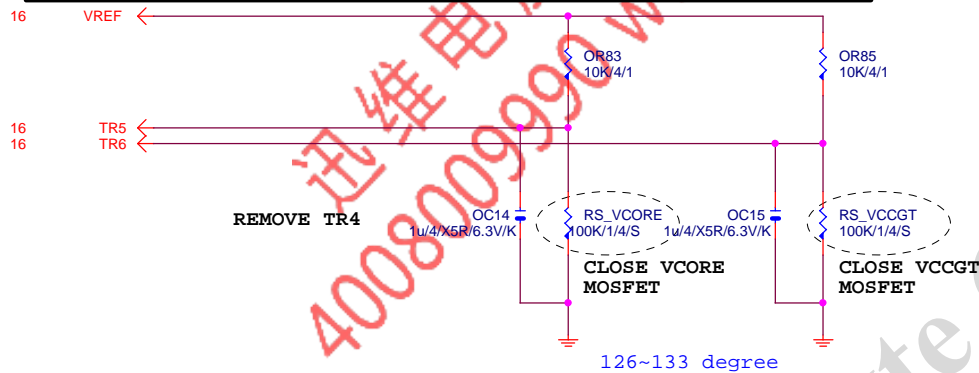 16 VREF
OR83
10K/4/1
OR85
10K/4/1
16 TR5
16 TR6
REMOVE TR4
OC14
1u/4/X5R/6.3V/K
RS_VCORE
100K/1/4/S
OC15
1u/4/X5R/6.3V/K
RS_VCCGT
100K/1/4/S
CLOSE VCORE
MOSFET
CLOSE VCCGT
MOSFET
126~133 degree
迅维电
4008009990 w